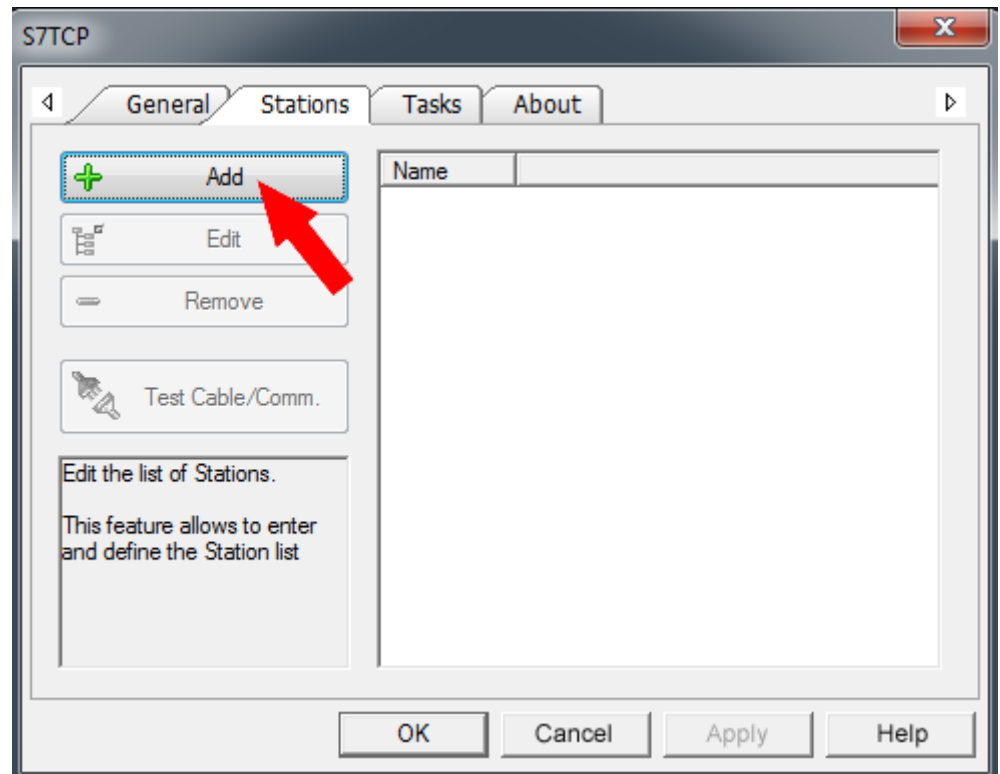 S7TCP
General Stations Tasks About
Add
Name
Edit
Remove
Test Cable/Comm.
Edit the list of Stations.
This feature allows to enter
and define the Station list
OK Cancel Apply Help